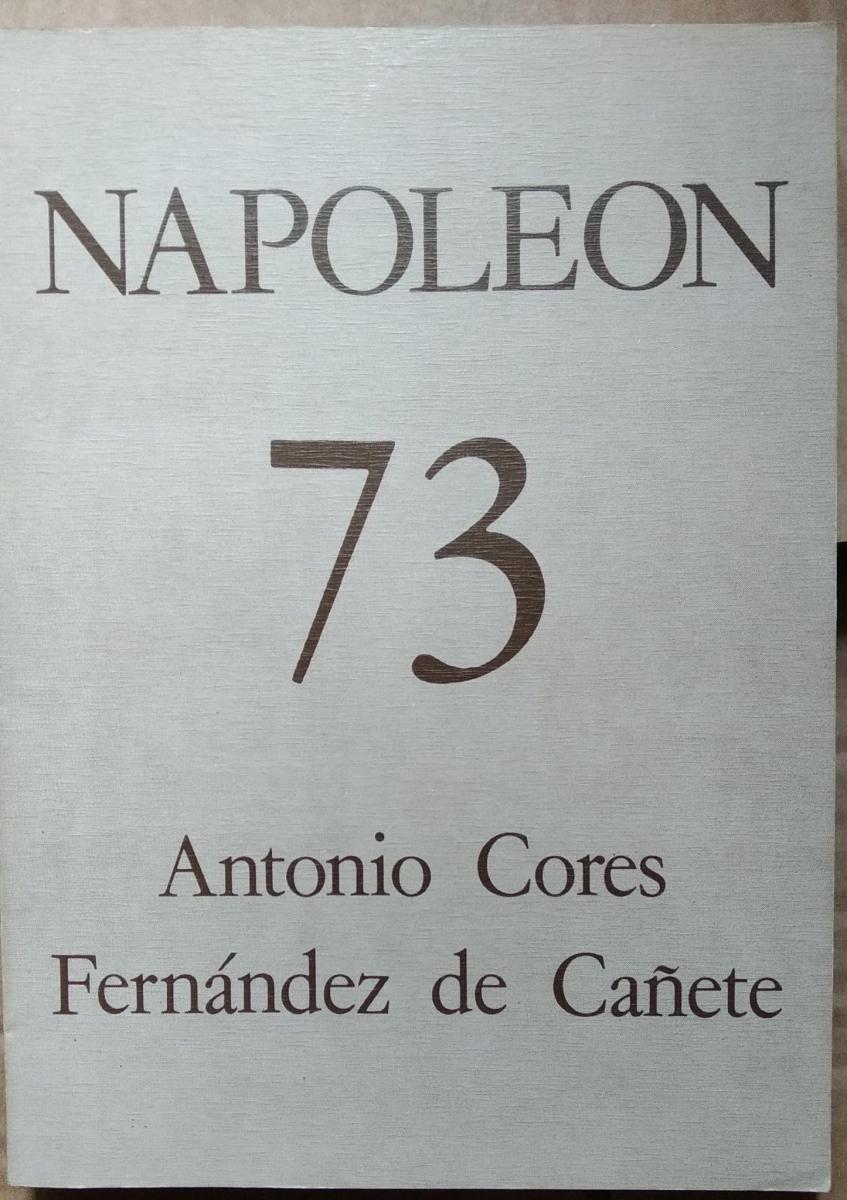 NAPOLEON
73
Antonio Cores
Fernández de Cañete